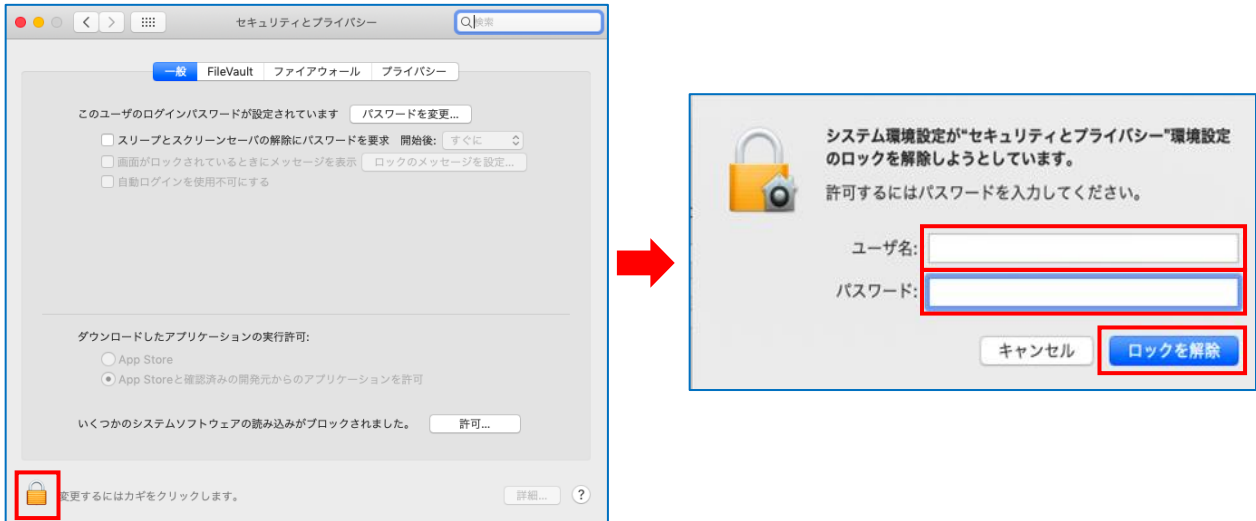 セキュリティとプライバシー
検索
一般 FileVault ファイアウォール プライバシー
このユーザのログインパスワードが設定されています パスワードを変更...
スリープとスクリーンセーバの解除にパスワードを要求 開始後: すぐに
画面がロックされているときにメッセージを表示 ロックのメッセージを設定...
自動ログインを使用不可にする
ダウンロードしたアプリケーションの実行許可:
App Store
App Storeと確認済みの開発元からのアプリケーションを許可
いくつかのシステムソフトウェアの読み込みがブロックされました。 許可...
変更するにはカギをクリックします。 詳細... ?
システム環境設定が“セキュリティとプライバシー”環境設定
のロックを解除しようとしています。
許可するにはパスワードを入力してください。
ユーザ名:
パスワード:
キャンセル ロックを解除